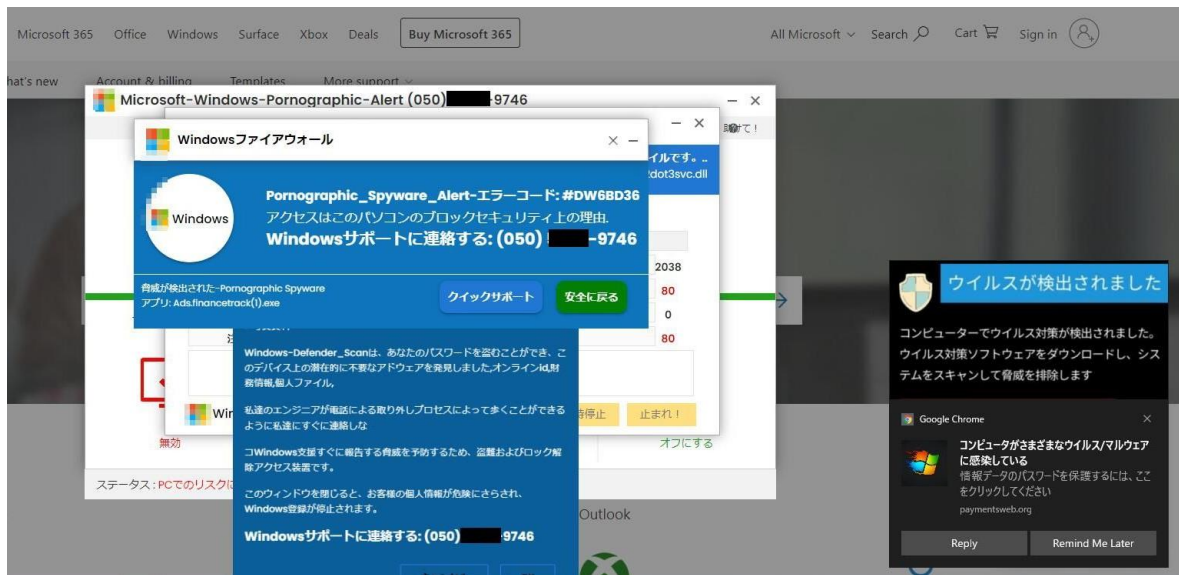 Microsoft 365 Office Windows Surface Xbox Deals Buy Microsoft 365 All Microsoft Search Cart Sign in
hat's new Account & billing Templates More support
Microsoft-Windows-Pornographic-Alert (050) -9746
Windowsファイアウォール
イルです。..
dot3svc.dll
Pornographic_Spyware_Alert-エラーコード: #DW6BD36
アクセスはこのパソコンのブロックセキュリティ上の理由.
Windowsサポートに連絡する: (050) -9746
脅威が検出された-Pornographic Spyware
アプリ: Ads.financetrack(1).exe
クイックサポート 安全に戻る
Windows
2038
80
0
80
Windows-Defender_Scanは、あなたのパスワードを盗むことができ、こ
のデバイス上の潜在的に不要なアドウェアを発見しました,オンラインid,財
務情報,個人ファイル,
私達のエンジニアが電話による取り外しプロセスによって歩くことができる
ように私達にすぐに連絡しな
コWindows支援すぐに報告する脅威を予防するため、盗難およびロック解
除アクセス装置です。
このウィンドウを閉じると、お客様の個人情報が危険にさらされ、
Windows登録が停止されます。
Windowsサポートに連絡する: (050) -9746
Wir
時停止 止まれ！
無効 オフにする
ステータス : PCでのリスクに
Outlook
ウイルスが検出されました
コンピューターでウイルス対策が検出されました。
ウイルス対策ソフトウェアをダウンロードし、シス
テムをスキャンして脅威を排除します
Google Chrome
コンピュータがさまざまなウイルス/マルウェア
に感染している
情報データのパスワードを保護するには、ここ
をクリックしてください
paymentsweb.org
Reply Remind Me Later